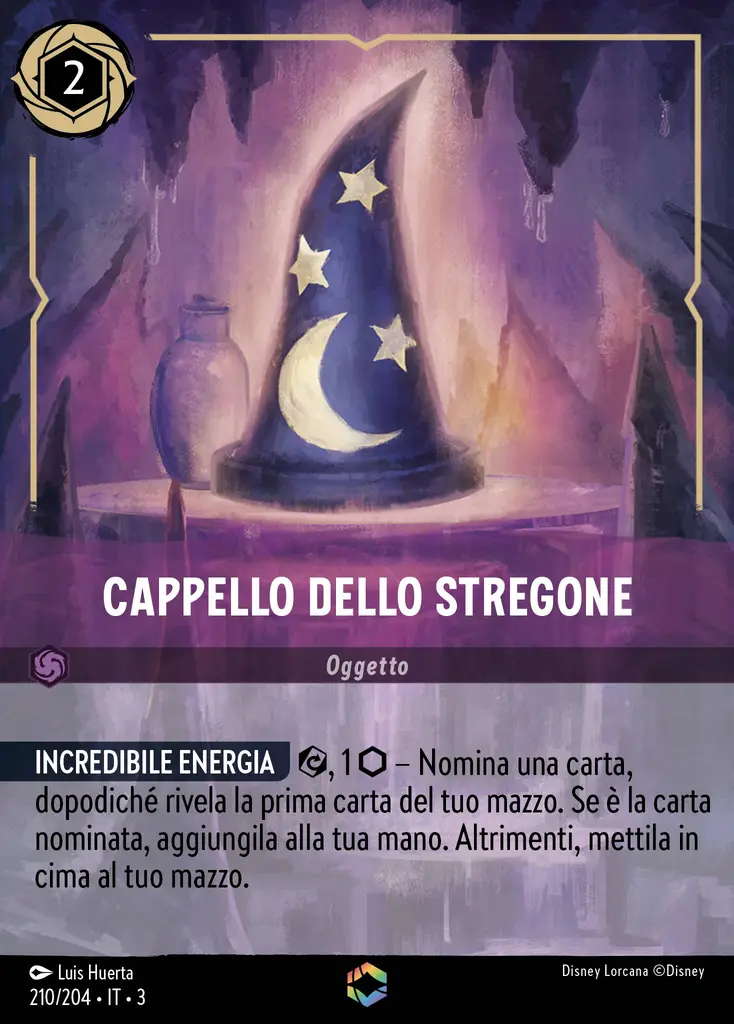 2
CAPPELLO DELLO STREGONE
Oggetto
INCREDIBILE ENERGIA , 1 – Nomina una carta,
dopodiché rivela la prima carta del tuo mazzo. Se è la carta
nominata, aggiungila alla tua mano. Altrimenti, mettila in
cima al tuo mazzo.
Luis Huerta
Disney Lorcana ©Disney
210/204 • IT • 3